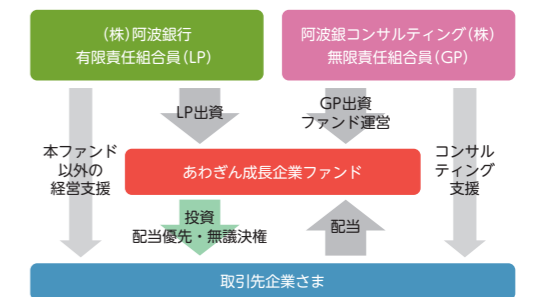 (株)阿波銀行
有限責任組合員(LP)
阿波銀コンサルティング(株)
無限責任組合員(GP)
LP出資
GP出資
ファンド運営
本ファンド
以外の
経営支援
コンサル
ティング
支援
あわぎん成長企業ファンド
投資
配当優先・無議決権
配当
取引先企業さま